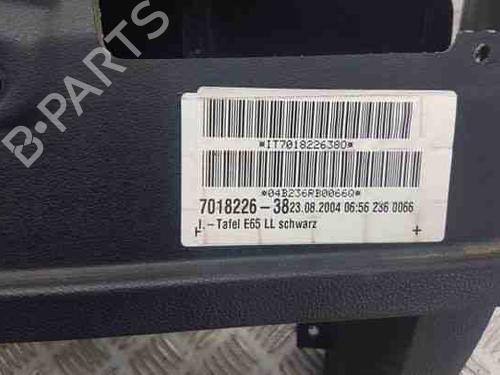 B-PARTS
*IT7018226380*
*04B236RB0066Q*
7018226-38 23.08.2004 06:56 236 0066
I.-Tafel E65 LL schwarz